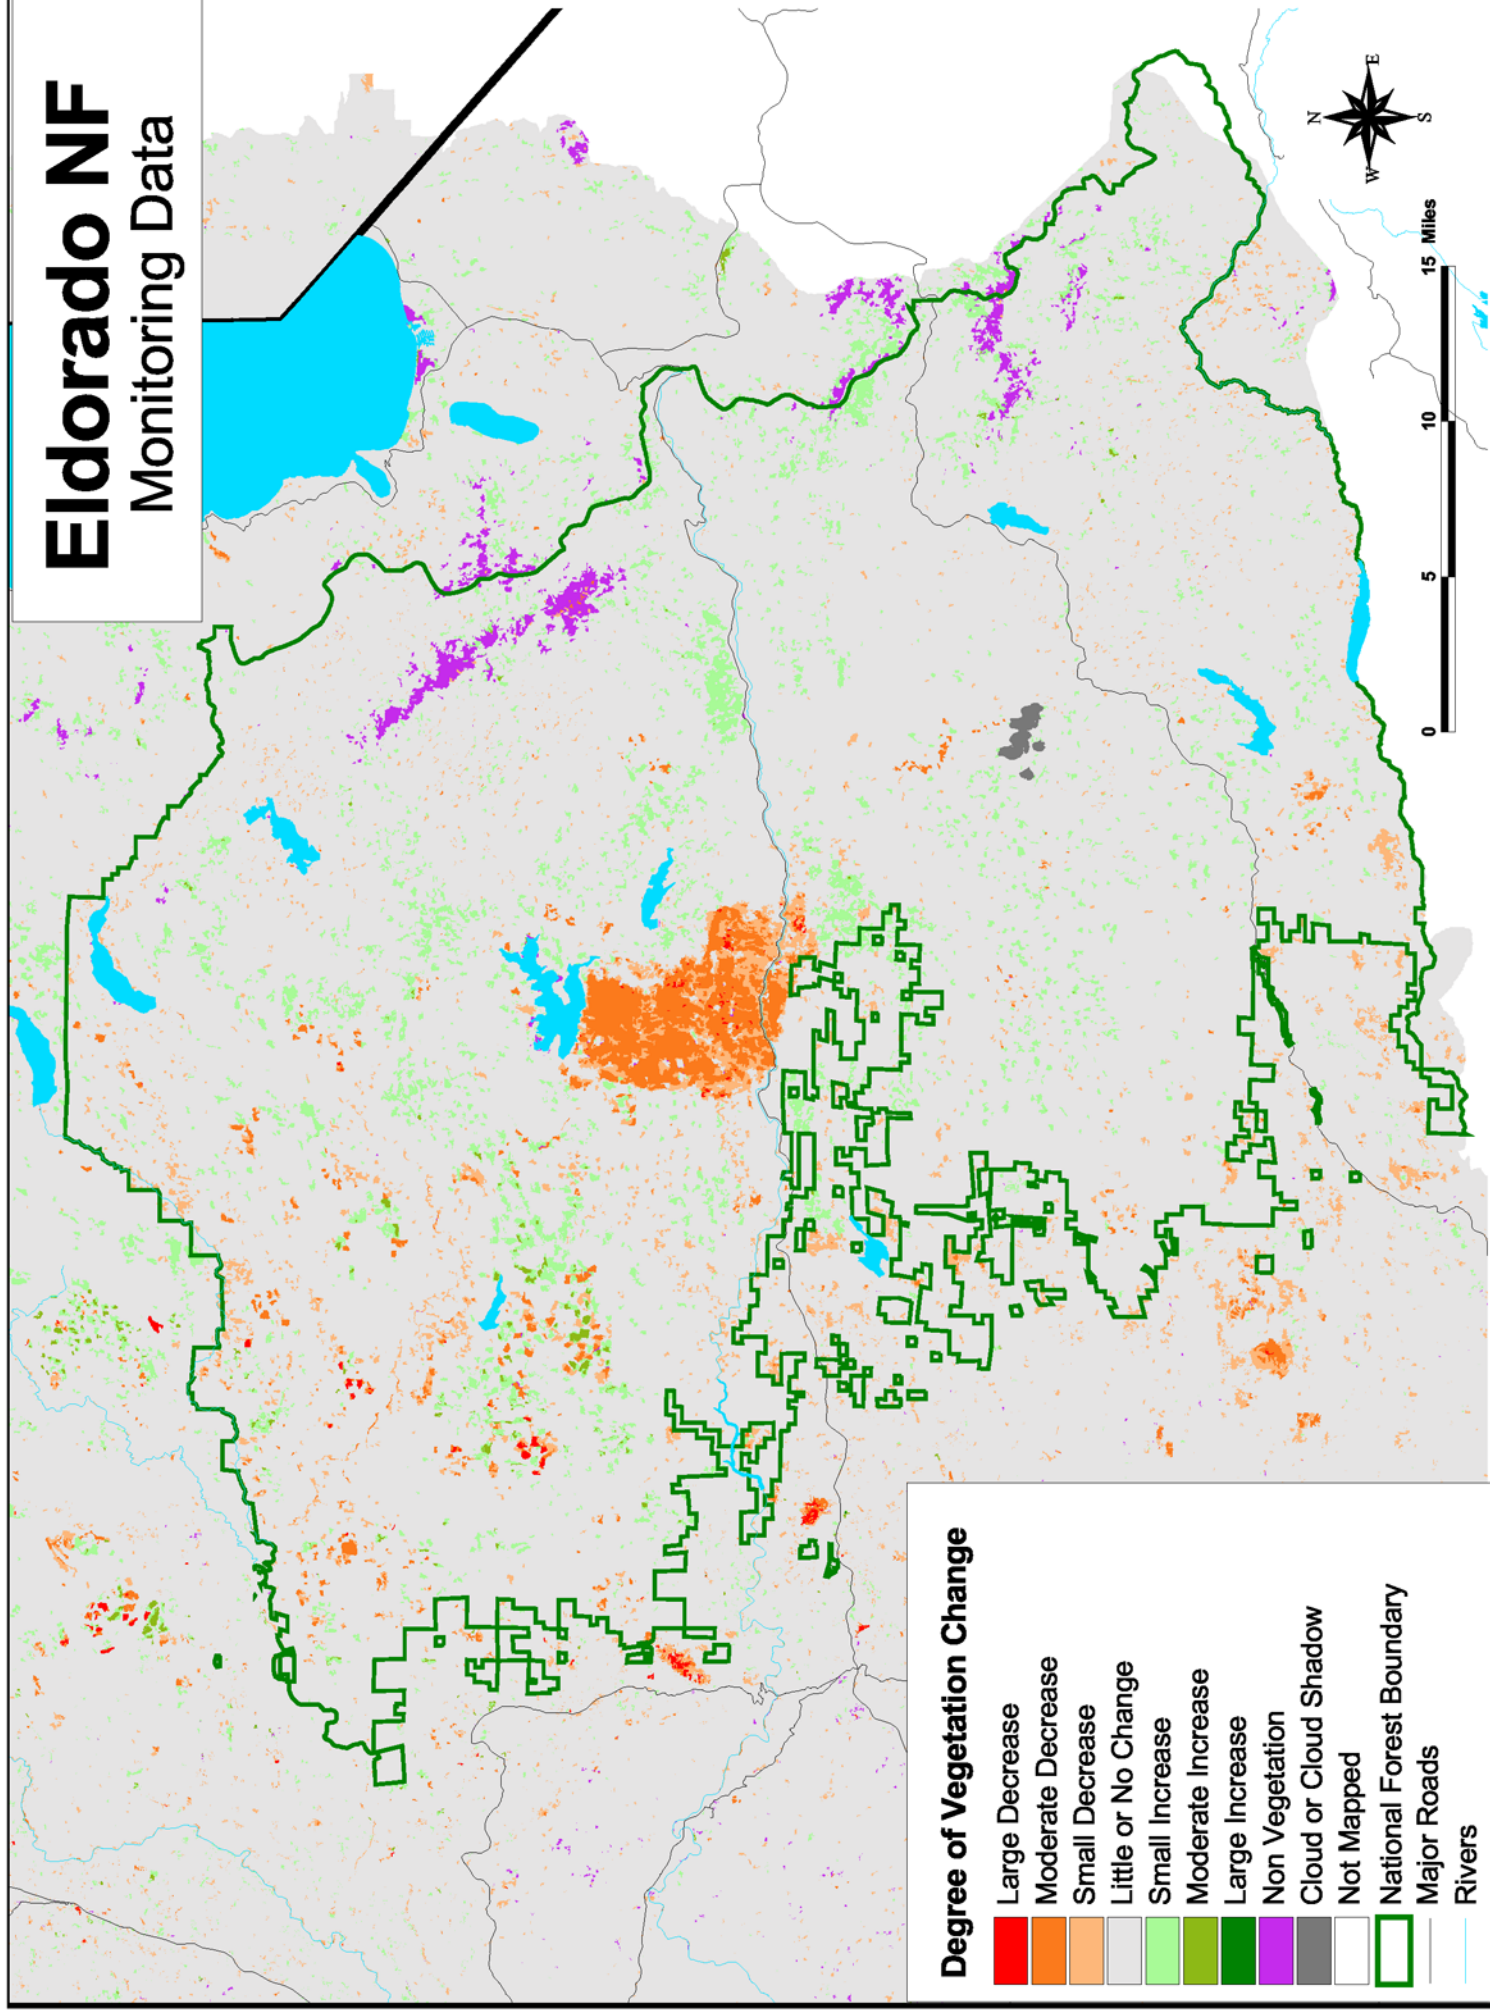 Eldorado NF
Monitoring Data
N
W
E
S
0
5
10
15 Miles
Degree of Vegetation Change
Large Decrease
Moderate Decrease
Small Decrease
Little or No Change
Small Increase
Moderate Increase
Large Increase
Non Vegetation
Cloud or Cloud Shadow
Not Mapped
National Forest Boundary
Major Roads
Rivers